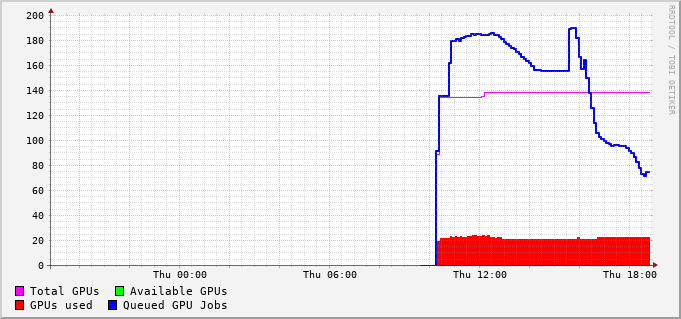 200
180
160
140
120
100
80
60
40
20
0
Thu 00:00 Thu 06:00 Thu 12:00 Thu 18:00
Total GPUs Available GPUs
GPUs used Queued GPU Jobs
RRDTOOL / TOBI OETIKER